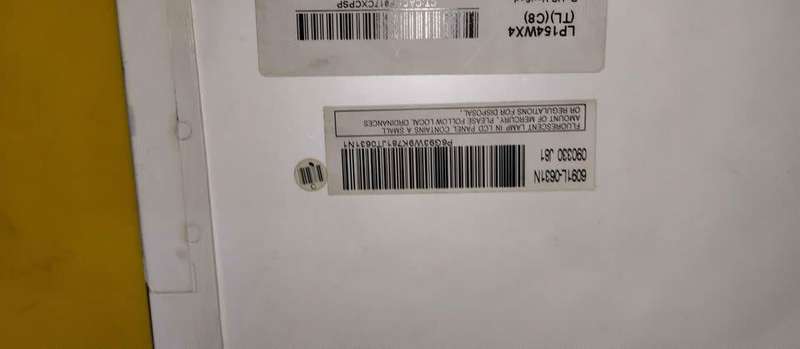 6091L-0631N
090330 J61
P6G93W9K781JT0631N1
FLUORESCENT LAMP IN LCD PANEL CONTAINS A SMALL
AMOUNT OF MERCURY, PLEASE FOLLOW LOCAL ORDINANCES
OR REGULATIONS FOR DISPOSAL.
LP154WX4
(TL)(C8)